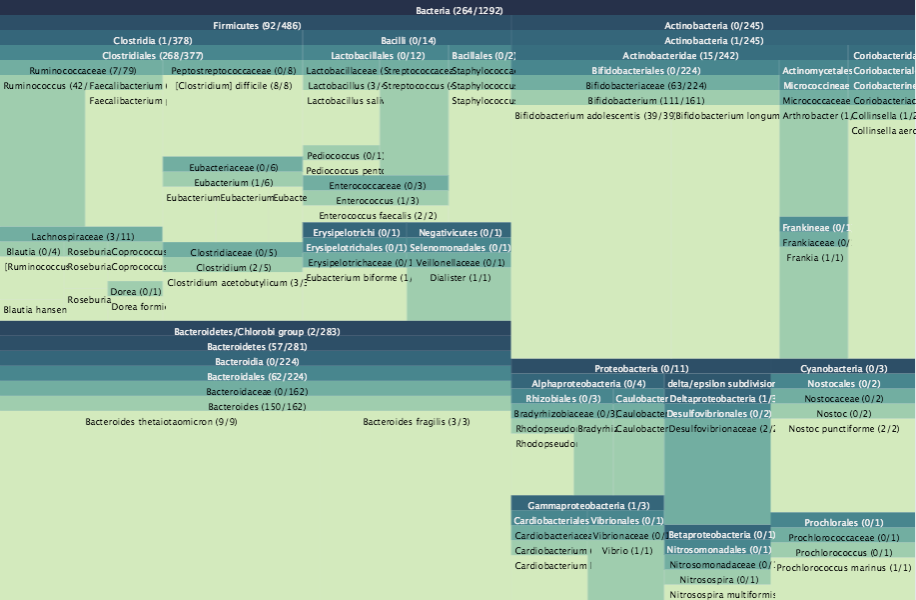 Bacteria (264/1292)
Firmicutes (92/486)
Actinobacteria (0/245)
Clostridia (1/378)
Bacilli (0/14)
Actinobacteria (1/245)
Clostridiales (268/377)
Lactobacillales (0/12)
Bacillales (0/2)
Actinobacteridae (15/242)
Coriobacterida
Ruminococcaceae (7/79)
Peptostreptococcaceae (0/8)
Lactobacillaceae (
Streptococcacea
Staphylococca
Bifidobacteriales (0/224)
Actinomycetales
Coriobacterial
Ruminococcus (42/
Faecalibacterium
[Clostridium] difficile (8/8)
Lactobacillus (3/
Streptococcus (
Staphylococcu
Bifidobacteriaceae (63/224)
Micrococcineae
Coriobacterine
Faecalibacterium
Lactobacillus sali
Staphylococcu
Bifidobacterium (111/161)
Micrococcaceae
Coriobacteriac
Bifidobacterium adolescentis (39/39)
Bifidobacterium longum
Arthrobacter (1/
Collinsella (1/2
Collinsella aero
Pediococcus (0/1)
Eubacteriaceae (0/6)
Pediococcus pento
Eubacterium (1/6)
Enterococcaceae (0/3)
Eubacterium
Eubacterium
Eubacte
Enterococcus (1/3)
Enterococcus faecalis (2/2)
Frankineae (0/1
Lachnospiraceae (3/11)
Erysipelotrichi (0/1)
Negativicutes (0/1)
Frankiaceae (0/
Blautia (0/4)
Roseburia
Coprococcus
Clostridiaceae (0/5)
Erysipelotrichales (0/1)
Selenomonadales (0/1)
Frankia (1/1)
[Ruminococcus
Roseburia
Coprococcus
Clostridium (2/5)
Erysipelotrichaceae (0/1
Veillonellaceae (0/1)
Clostridium acetobutylicum (3/3
Eubacterium biforme (1,
Dialister (1/1)
Dorea (0/1)
Roseburia
Dorea formi
Blautia hansen
Bacteroidetes/Chlorobi group (2/283)
Bacteroidetes (57/281)
Bacteroidia (0/224)
Bacteroidales (62/224)
Bacteroidaceae (0/162)
Bacteroides (150/162)
Bacteroides thetaiotaomicron (9/9)
Bacteroides fragilis (3/3)
Proteobacteria (0/11)
Cyanobacteria (0/3)
Alphaproteobacteria (0/4)
delta/epsilon subdivision
Nostocales (0/2)
Rhizobiales (0/3)
Caulobacter
Deltaproteobacteria (1/3
Nostocaceae (0/2)
Bradyrhizobiaceae (0/3)
Caulobacte
Desulfovibrionales (0/2)
Nostoc (0/2)
Rhodopseudo
Bradyrhiz
Caulobacter
Desulfovibrionaceae (2/2
Nostoc punctiforme (2/2)
Rhodopseudo
Gammaproteobacteria (1/3)
Cardiobacteriales
Vibrionales (0/1)
Prochlorales (0/1)
Cardiobacteriacea
Vibrionaceae (0/
Betaproteobacteria (0/1)
Prochlorococcaceae (0/1)
Cardiobacterium
Vibrio (1/1)
Nitrosomonadales (0/1)
Prochlorococcus (0/1)
Cardiobacterium
Nitrosomonadaceae (0/
Prochlorococcus marinus (1/1)
Nitrosospira (0/1)
Nitrosospira multiformis